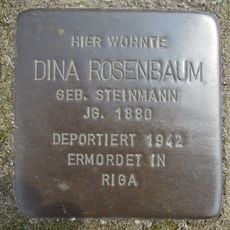 HIER WOHNTE
DINA ROSENBAUM
GEB. STEINMANN
JG. 1880
DEPORTIERT 1942
ERMORDET IN
RIGA